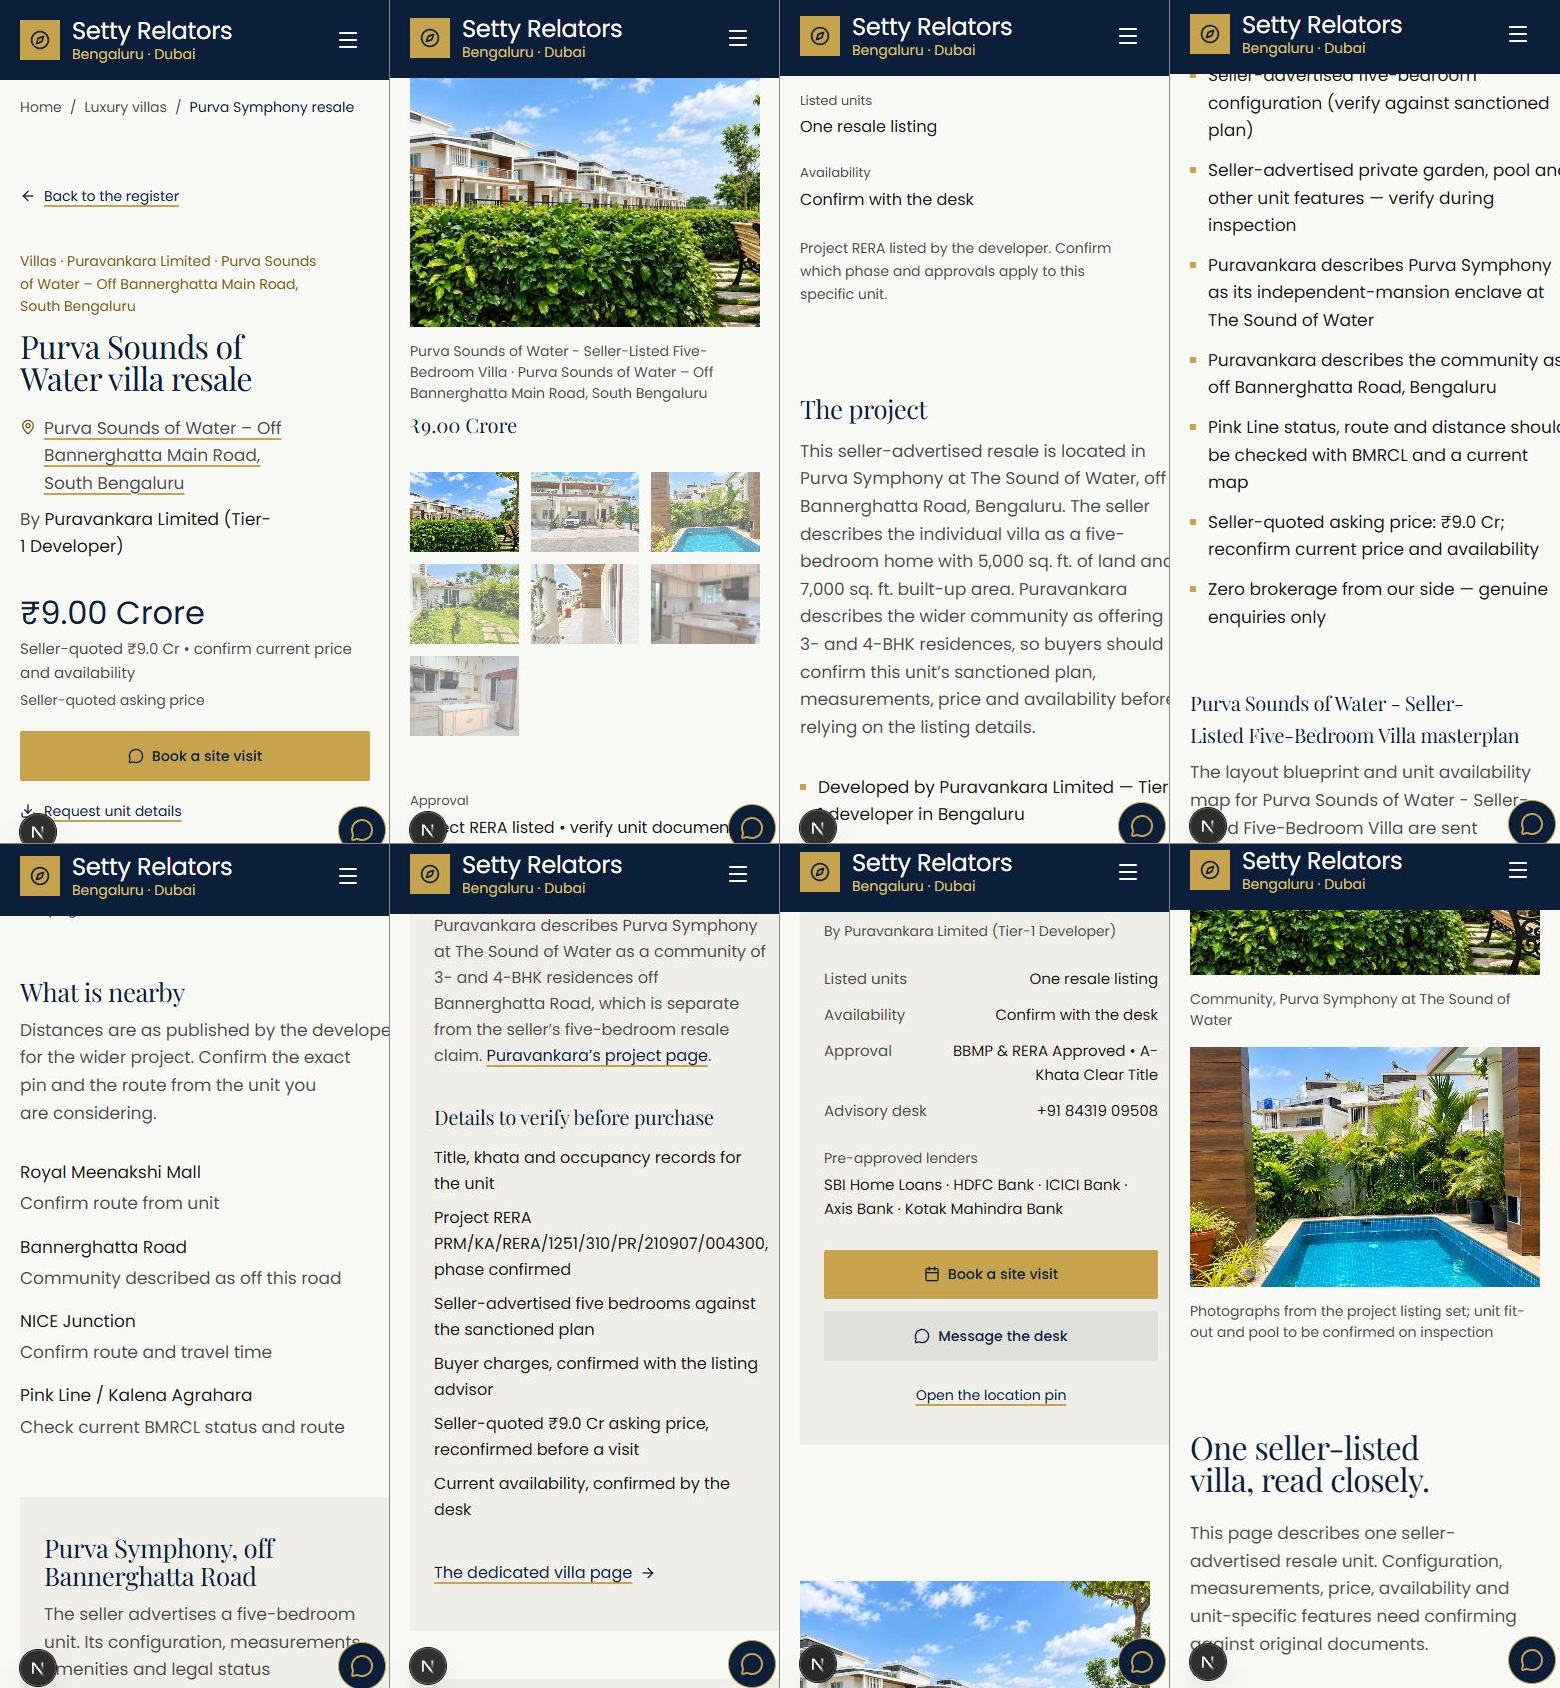 Setty Relators
Bengaluru · Dubai
Home / Luxury villas / Purva Symphony resale
Back to the register
Villas · Puravankara Limited · Purva Sounds
of Water – Off Bannerghatta Main Road,
South Bengaluru
Purva Sounds of
Water villa resale
Purva Sounds of Water – Off
Bannerghatta Main Road,
South Bengaluru
By Puravankara Limited (Tier-
1 Developer)
₹9.00 Crore
Seller-quoted ₹9.0 Cr • confirm current price
and availability
Seller-quoted asking price
Book a site visit
Request unit details
N
Setty Relators
Bengaluru · Dubai
Purva Sounds of Water - Seller-Listed Five-
Bedroom Villa · Purva Sounds of Water – Off
Bannerghatta Main Road, South Bengaluru
₹9.00 Crore
Approval
RERA listed • verify unit
N
Setty Relators
Bengaluru · Dubai
Listed units
One resale listing
Availability
Confirm with the desk
Project RERA listed by the developer. Confirm
which phase and approvals apply to this
specific unit.
The project
This seller-advertised resale is located in
Purva Symphony at The Sound of Water, off
Bannerghatta Road, Bengaluru. The seller
describes the individual villa as a five-
bedroom home with 5,000 sq. ft. of land and
7,000 sq. ft. built-up area. Puravankara
describes the wider community as offering
3- and 4-BHK residences, so buyers should
confirm this unit's sanctioned plan,
measurements, price and availability before
relying on the listing details.
Developed by Puravankara Limited — Tier
developer in Bengaluru
N
Setty Relators
Bengaluru · Dubai
Seller-advertised five-bedroom
configuration (verify against sanctioned
plan)
Seller-advertised private garden, pool and
other unit features — verify during
inspection
Puravankara describes Purva Symphony
as its independent-mansion enclave at
The Sound of Water
Puravankara describes the community as
off Bannerghatta Road, Bengaluru
Pink Line status, route and distance should
be checked with BMRCL and a current
map
Seller-quoted asking price: ₹9.0 Cr;
reconfirm current price and availability
Zero brokerage from our side — genuine
enquiries only
Purva Sounds of Water - Seller-
Listed Five-Bedroom Villa masterplan
The layout blueprint and unit availability
map for Purva Sounds of Water - Seller-
d Five-Bedroom Villa are sent
N
Setty Relators
Bengaluru · Dubai
What is nearby
Distances are as published by the develope
for the wider project. Confirm the exact
pin and the route from the unit you
are considering.
Royal Meenakshi Mall
Confirm route from unit
Bannerghatta Road
Community described as off this road
NICE Junction
Confirm route and travel time
Pink Line / Kalena Agrahara
Check current BMRCL status and route
Purva Symphony, off
Bannerghatta Road
The seller advertises a five-bedroom
unit. Its configuration, measurements,
menities and legal status
N
Setty Relators
Bengaluru · Dubai
Puravankara describes Purva Symphony
at The Sound of Water as a community of
3- and 4-BHK residences off
Bannerghatta Road, which is separate
from the seller's five-bedroom resale
claim. Puravankara's project page.
Details to verify before purchase
Title, khata and occupancy records for
the unit
Project RERA
PRM/KA/RERA/1251/310/PR/210907/004300,
phase confirmed
Seller-advertised five bedrooms against
the sanctioned plan
Buyer charges, confirmed with the listing
advisor
Seller-quoted ₹9.0 Cr asking price,
reconfirmed before a visit
Current availability, confirmed by the
desk
The dedicated villa page
N
Setty Relators
Bengaluru · Dubai
By Puravankara Limited (Tier-1 Developer)
Listed units One resale listing
Availability Confirm with the desk
Approval BBMP & RERA Approved • A-
Khata Clear Title
Advisory desk +91 84319 09508
Pre-approved lenders
SBI Home Loans · HDFC Bank · ICICI Bank ·
Axis Bank · Kotak Mahindra Bank
Book a site visit
Message the desk
Open the location pin
N
Setty Relators
Bengaluru · Dubai
Community, Purva Symphony at The Sound of
Water
Photographs from the project listing set; unit fit-
out and pool to be confirmed on inspection
One seller-listed
villa, read closely.
This page describes one seller-
advertised resale unit. Configuration,
measurements, price, availability and
unit-specific features need confirming
against original documents.
N